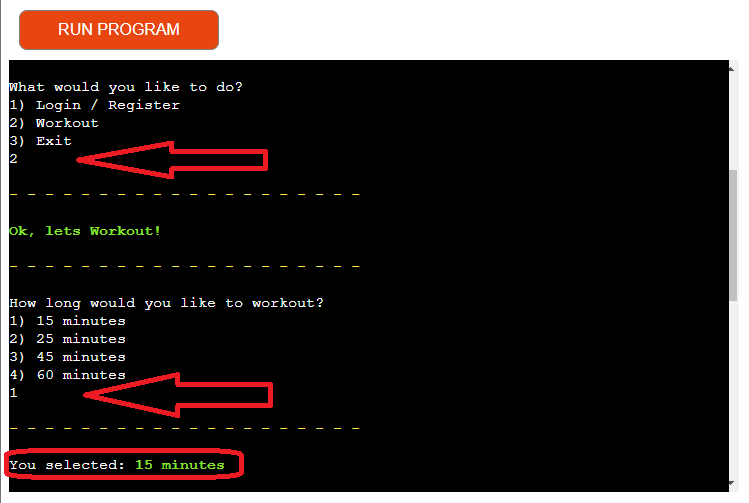 RUN PROGRAM
What would you like to do?
1) Login / Register
2) Workout
3) Exit
2
- - - - - - - - - - - - - - - - - - - -
Ok, lets Workout!
- - - - - - - - - - - - - - - - - - - -
How long would you like to workout?
1) 15 minutes
2) 25 minutes
3) 45 minutes
4) 60 minutes
1
- - - - - - - - - - - - - - - - - - - -
You selected: 15 minutes